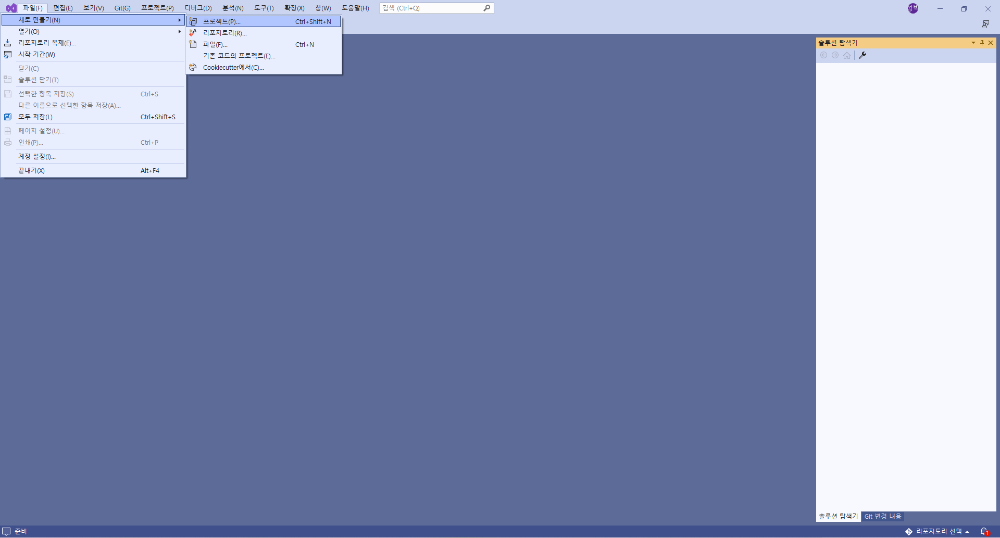 파일(F) 편집(E) 보기(V) Git(G) 프로젝트(P) 디버그(D) 분석(N) 도구(T) 확장(X) 창(W) 도움말(H) 검색 (Ctrl+Q)
새로 만들기(N)
열기(O)
리포지토리 복제(E)...
시작 기간(W)
닫기(C)
솔루션 닫기(T)
선택한 항목 저장(S) Ctrl+S
다른 이름으로 선택한 항목 저장(A)...
모두 저장(L) Ctrl+Shift+S
페이지 설정(U)...
인쇄(P)... Ctrl+P
계정 설정(I)...
끝내기(X) Alt+F4
프로젝트(P)... Ctrl+Shift+N
리포지토리(R)...
파일(F)... Ctrl+N
기존 코드의 프로젝트(E)...
Cookiecutter에서(C)...
솔루션 탐색기
솔루션 탐색기 Git 변경 내용
준비 리포지토리 선택 1